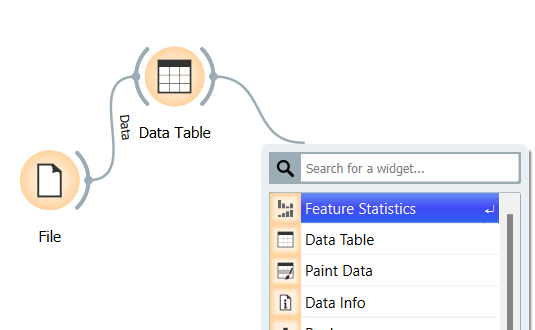 Data
Data Table
File
Search for a widget...
Feature Statistics
Data Table
Paint Data
Data Info